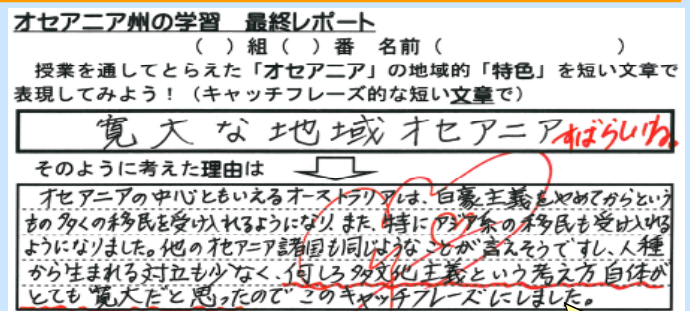 オセアニア州の学習　最終レポート
（　）組（　）番　名前（　　　　　　　　）
授業を通してとらえた「オセアニア」の地域的「特色」を短い文章で
表現してみよう！（キャッチフレーズ的な短い文章で）
寛大な地域オセアニア すばらしいね。
そのように考えた理由は
オセアニアの中心ともいえるオーストラリアは、白豪主義をやめてからという
もの多くの移民を受け入れるようになり、また、特にアジア系の移民も受け入れる
ようになりました。他のオセアニア諸国も同じようなことが言えそうですし、人種
から生まれる対立も少なく、何しろ多文化主義という考え方自体が
とても寛大だと思ったのでこのキャッチフレーズにしました。